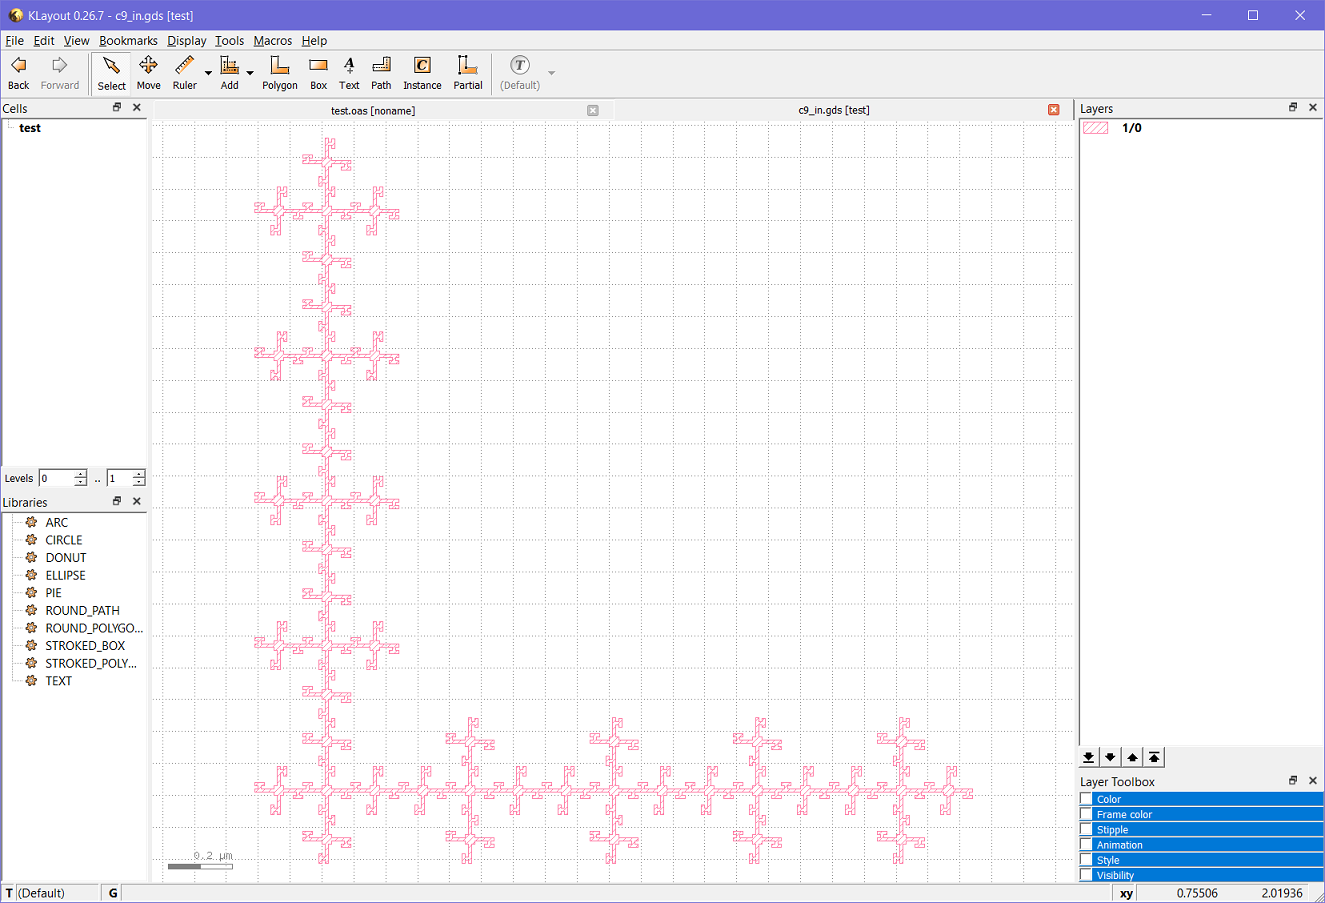 KLayout 0.26.7 - c9_in.gds [test]
File Edit View Bookmarks Display Tools Macros Help
Back Forward Select Move Ruler Add Polygon Box Text Path Instance Partial (Default)
Cells
test
test.oas [noname] c9_in.gds [test]
Layers
1/0
Levels 0 .. 1
Libraries
ARC
CIRCLE
DONUT
ELLIPSE
PIE
ROUND_PATH
ROUND_POLYGO...
STROKED_BOX
STROKED_POLY...
TEXT
0.2 µm
Layer Toolbox
Color
Frame color
Stipple
Animation
Style
Visibility
T (Default) G xy 0.75506 2.01936